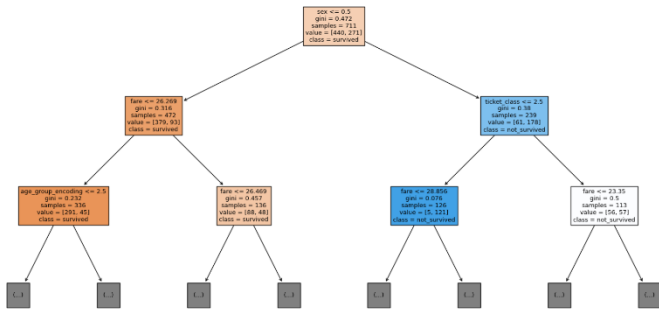 sex <= 0.5
gini = 0.472
samples = 711
value = [440, 271]
class = survived
fare <= 26.269
gini = 0.316
samples = 472
value = [379, 93]
class = survived
ticket_class <= 2.5
gini = 0.38
samples = 239
value = [61, 178]
class = not_survived
age_group_encoding <= 2.5
gini = 0.232
samples = 336
value = [291, 45]
class = survived
fare <= 26.469
gini = 0.457
samples = 136
value = [88, 48]
class = survived
fare <= 28.856
gini = 0.076
samples = 126
value = [5, 121]
class = not_survived
fare <= 23.35
gini = 0.5
samples = 113
value = [56, 57]
class = not_survived
(...)
(...)
(...)
(...)
(...)
(...)
(...)
(...)